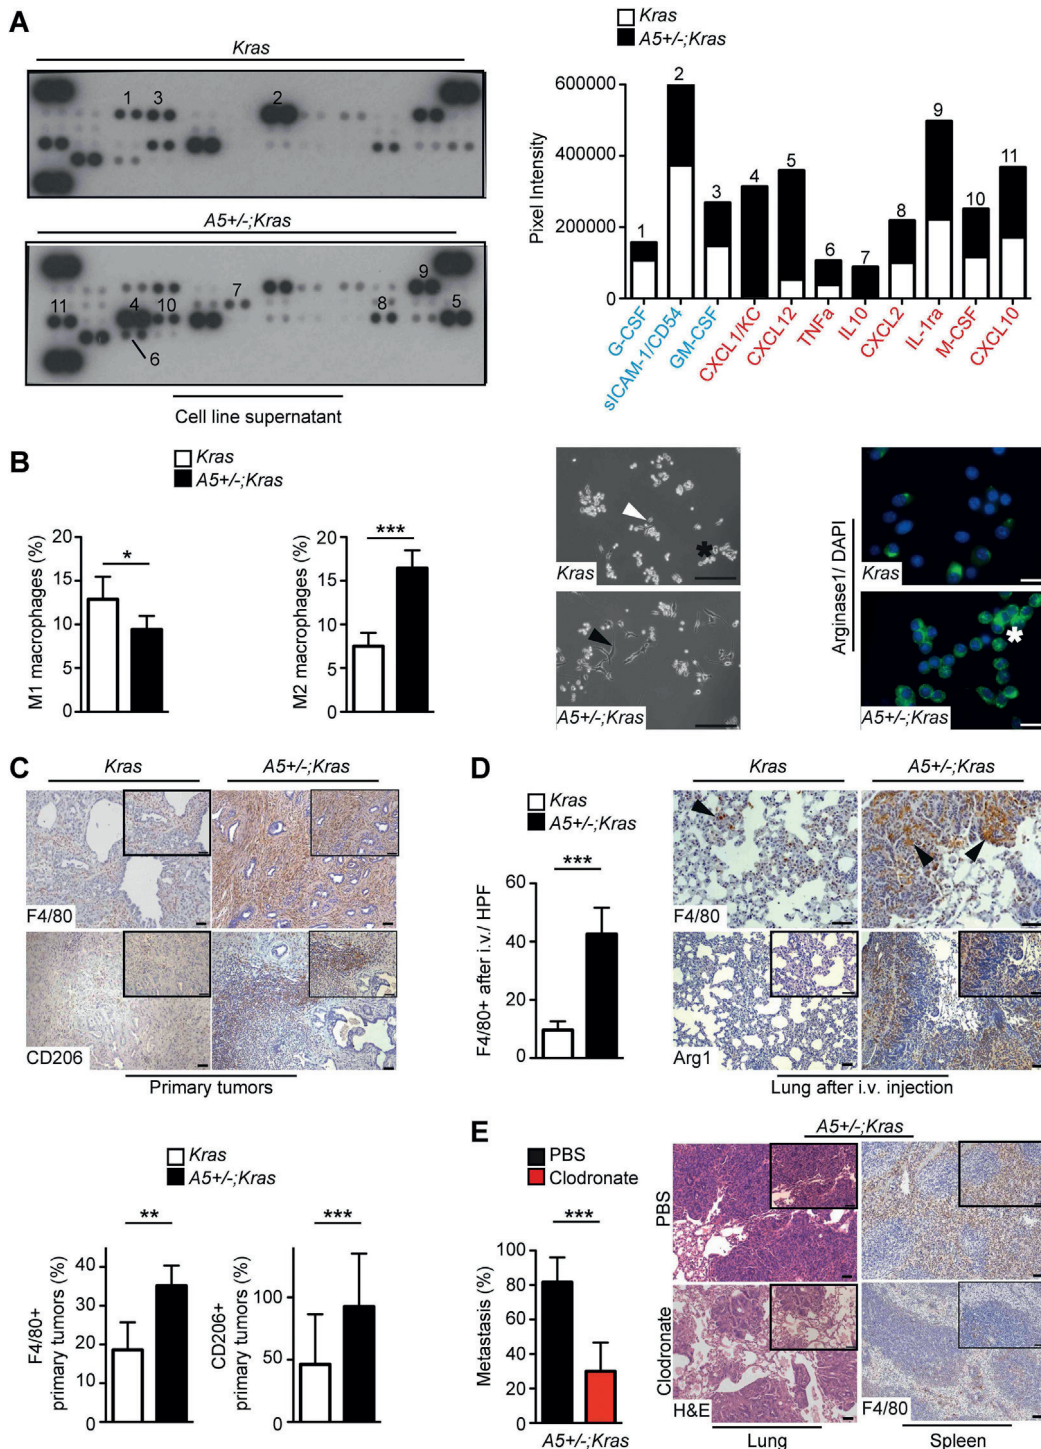 A
Kras
1 3 2
A5+/-;Kras
9
11 4 10 7 8 5
6
Cell line supernatant
Kras
A5+/-;Kras
Pixel Intensity
600000
400000
200000
0
1 2 3 4 5 6 7 8 9 10 11
G-CSF
sICAM-1/CD54
GM-CSF
CXCL1/KC
CXCL12
TNFa
IL10
CXCL2
IL-1ra
M-CSF
CXCL10
B
Kras
A5+/-;Kras
M1 macrophages (%)
20
15
10
5
0
*
M2 macrophages (%)
20
15
10
5
0
***
Kras
*
A5+/-;Kras
Arginase1/ DAPI
Kras
A5+/-;Kras
*
C
Kras A5+/-;Kras
F4/80
CD206
Primary tumors
Kras
A5+/-;Kras
F4/80+
primary tumors (%)
40
30
20
10
0
**
CD206+
primary tumors (%)
100
50
0
***
D
Kras
A5+/-;Kras
F4/80+ after i.v./ HPF
60
40
20
0
***
Kras A5+/-;Kras
F4/80
Arg1
Lung after i.v. injection
E
PBS
Clodronate
Metastasis (%)
100
80
60
40
20
0
***
A5+/-;Kras
A5+/-;Kras
PBS
Clodronate
H&E
F4/80
Lung Spleen